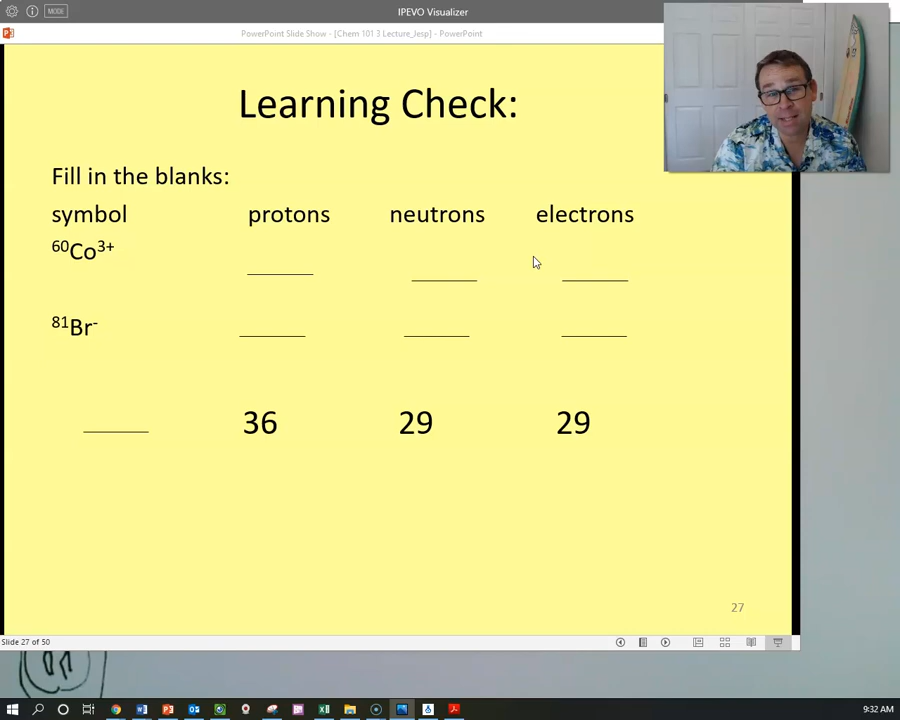 IPEVO Visualizer
MODE
PowerPoint Slide Show - [Chem 101 3 Lecture_Jesp] - PowerPoint
Learning Check:
Fill in the blanks:
symbol protons neutrons electrons
⁶⁰Co³⁺
⁸¹Br⁻
36 29 29
27
Slide 27 of 50
9:32 AM